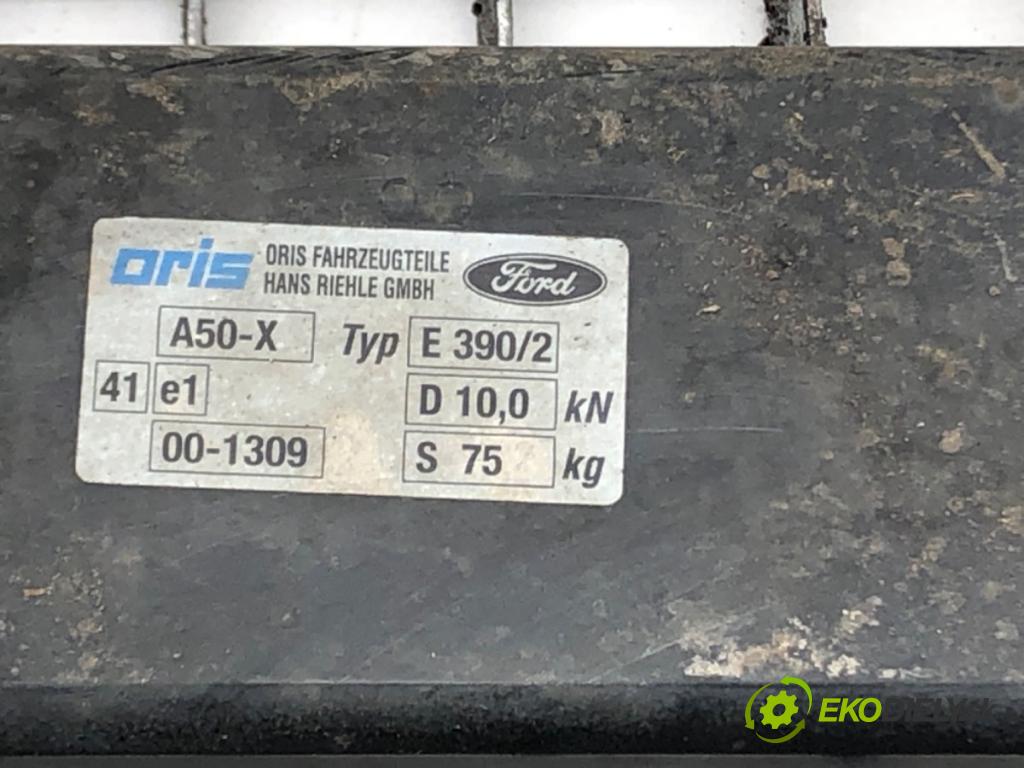 oris ORIS FAHRZEUGTEILE
HANS RIEHLE GMBH
Ford
A50-X Typ E 390/2
41 e1 D 10,0 kN
00-1309 S 75 kg
EKO